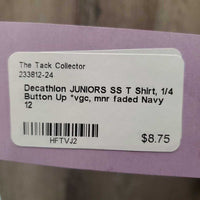 The Tack Collector
233812-24
Decathlon JUNIORS SS T Shirt, 1/4
Button Up *vgc, mnr faded Navy
12
HFTVJ2
$8.75